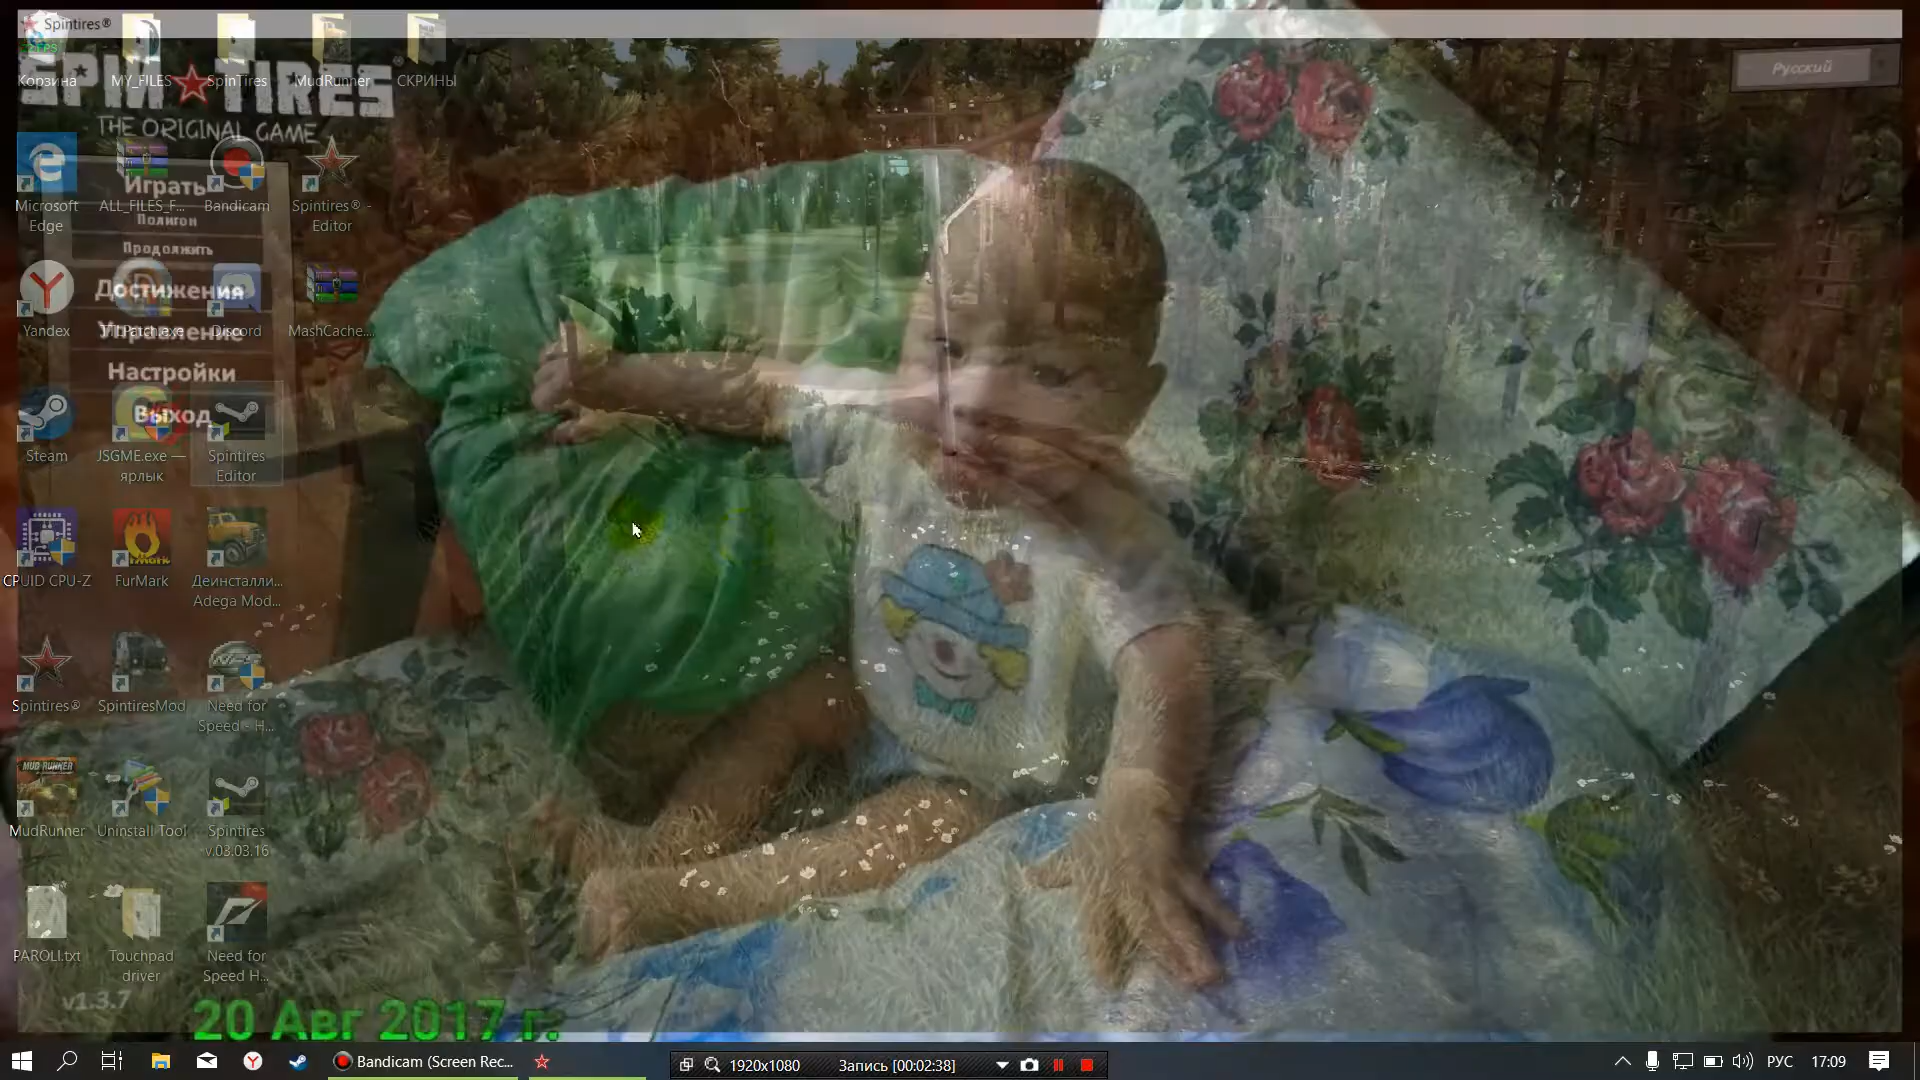 Spintires®
SPINTIRES®
THE ORIGINAL GAME
Русский
Корзина
MY_FILES
SpinTires
MudRunner
СКРИНЫ
Играть
Полигон
Продолжить
Достижения
Управление
Настройки
Выход
Microsoft
Edge
ALL_FILES_F...
Bandicam
Spintires® -
Editor
Yandex
Discord
MashCache....
Steam
JSGME.exe —
ярлык
Spintires
Editor
CPUID CPU-Z
FurMark
Деинсталли...
Adega Mod...
Spintires®
SpintiresMod
Need for
Speed - H...
MUDRUNNER
MudRunner
Uninstall Tool
Spintires
v.03.03.16
PAROLI.txt
Touchpad
driver
Need for
Speed H...
v1.3.7
20 Авг 2017 г.
Bandicam (Screen Rec...
1920x1080
Запись [00:02:38]
РУС
17:09